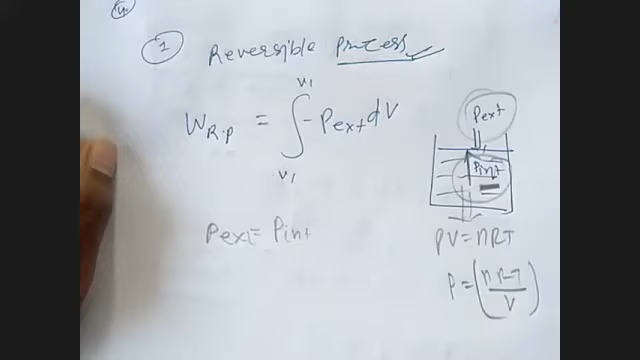 1 Reversible process
V1
W R.P = ∫ -Pext dV
V1
Pext
Pint
Pext = Pint
PV = nRT
P = (nRT/V)